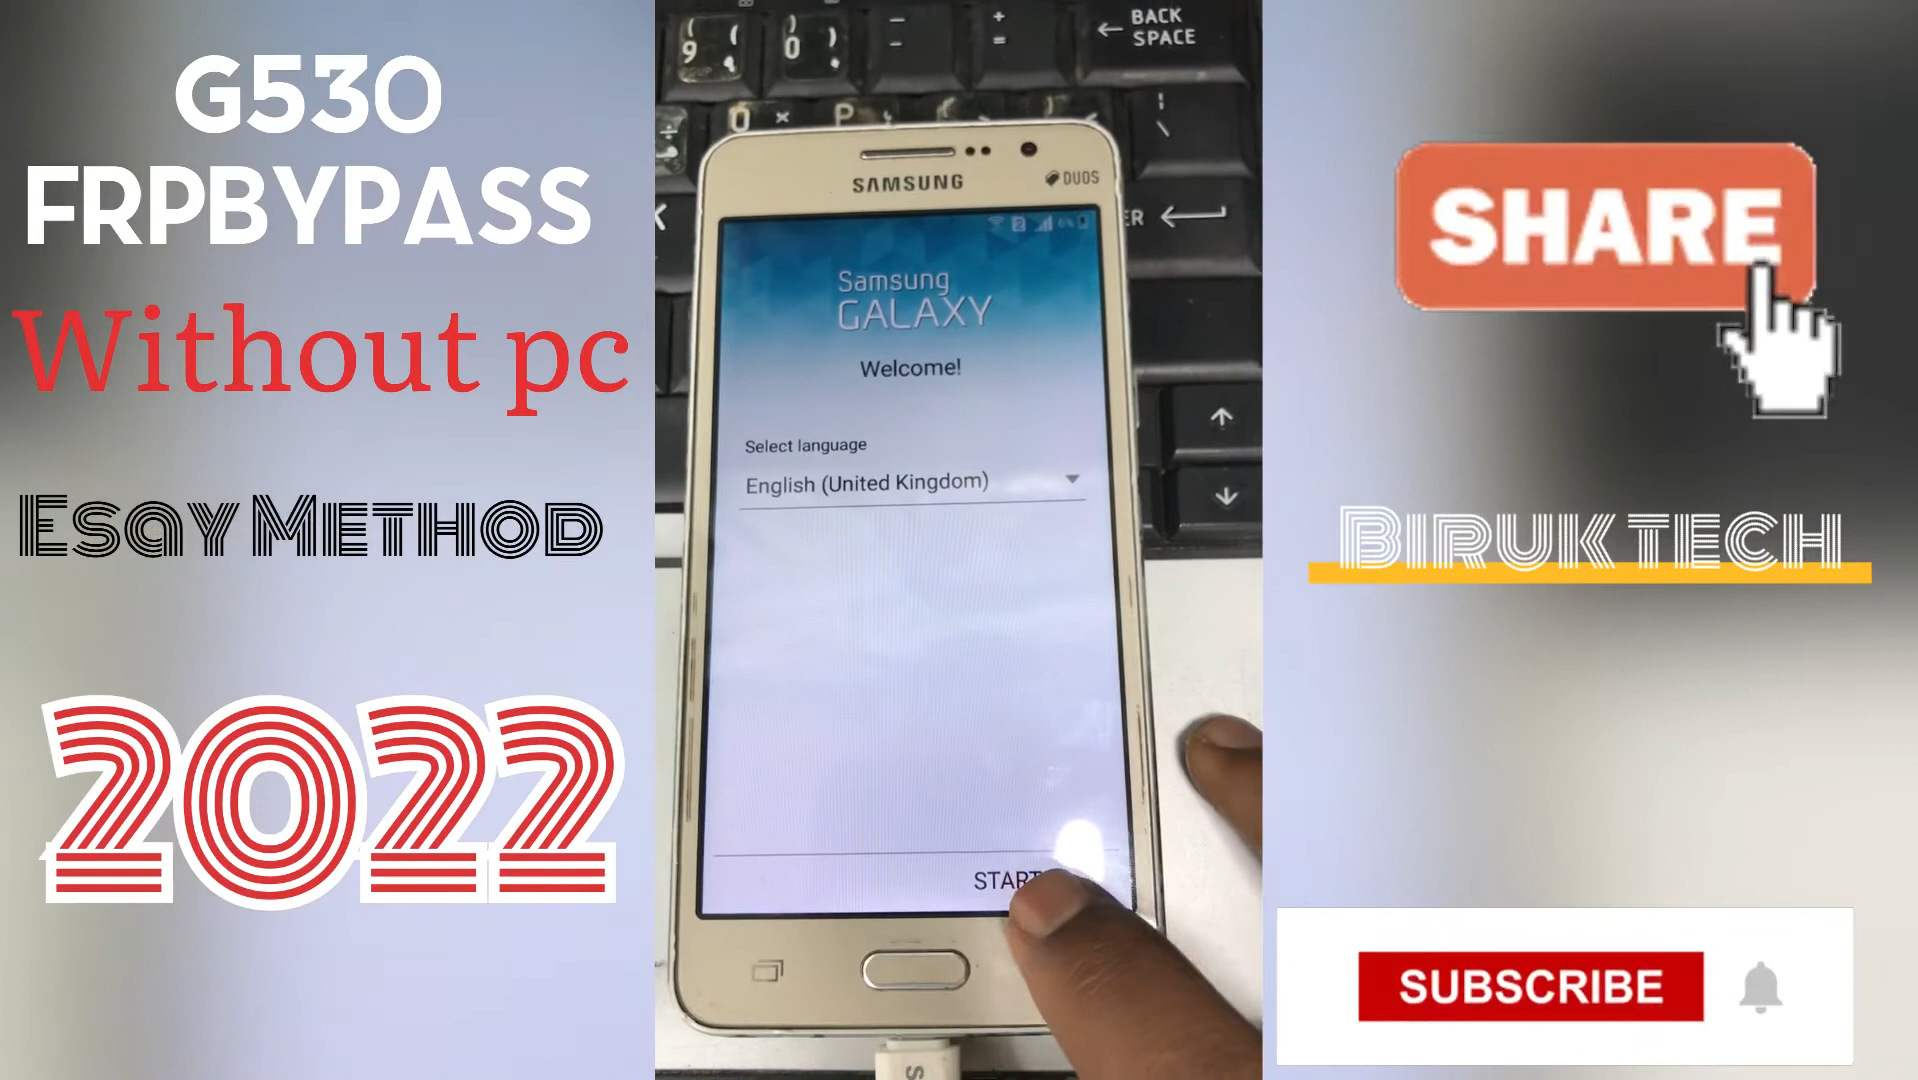 G530
FRPBYPASS
Without pc
Esay Method
2022
BACK
SPACE
SAMSUNG
DUOS
Samsung
GALAXY
Welcome!
Select language
English (United Kingdom)
START
SHARE
BIRUK TECH
SUBSCRIBE